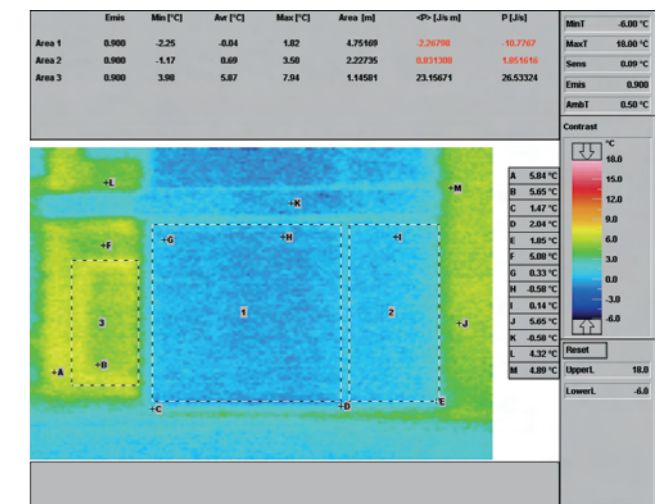 Emis Min [°C] Avr [°C] Max [°C] Area [m] <P> [J/s m] P [J/s]
Area 1 0.900 -2.25 -0.04 1.82 4.75169 -2.26798 -10.7767
Area 2 0.900 -1.17 0.69 3.50 2.22735 0.831300 1.851616
Area 3 0.900 3.98 5.87 7.94 1.14581 23.15671 26.53324
MinT -6.00 °C
MaxT 18.00 °C
Sens 0.09 °C
Emis 0.900
AmbT 0.50 °C
Contrast
°C
18.0
15.0
12.0
9.0
6.0
3.0
0.0
-3.0
-6.0
Reset
UpperL 18.0
LowerL -6.0
+L
+M
+K
+G
+H
+I
+F
1
2
3
+J
+A
+B
+C
+D
+E
A 5.84 °C
B 5.65 °C
C 1.47 °C
D 2.04 °C
E 1.85 °C
F 5.08 °C
G 0.33 °C
H -0.58 °C
I 0.14 °C
J 5.65 °C
K -0.58 °C
L 4.32 °C
M 4.89 °C